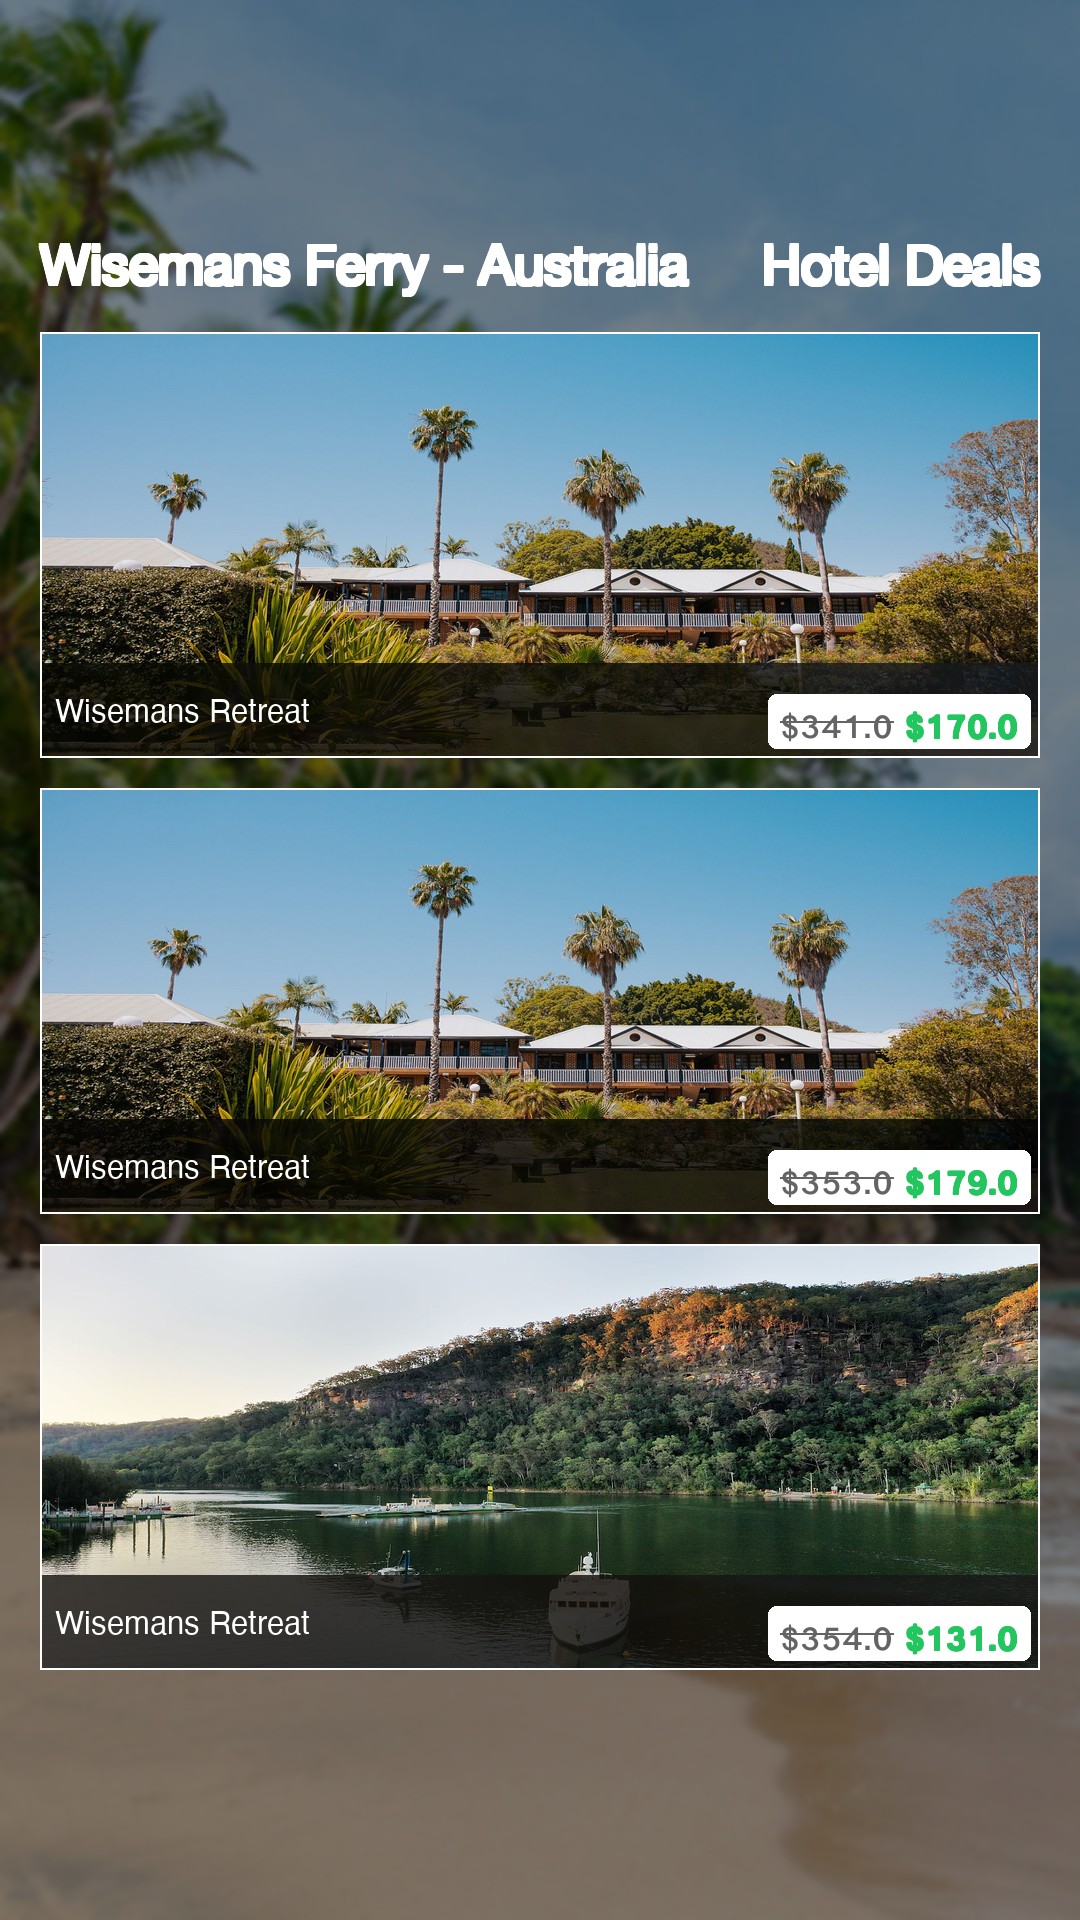 Wisemans Ferry - Australia Hotel Deals
Wisemans Retreat
$341.0 $170.0
Wisemans Retreat
$353.0 $179.0
Wisemans Retreat
$354.0 $131.0